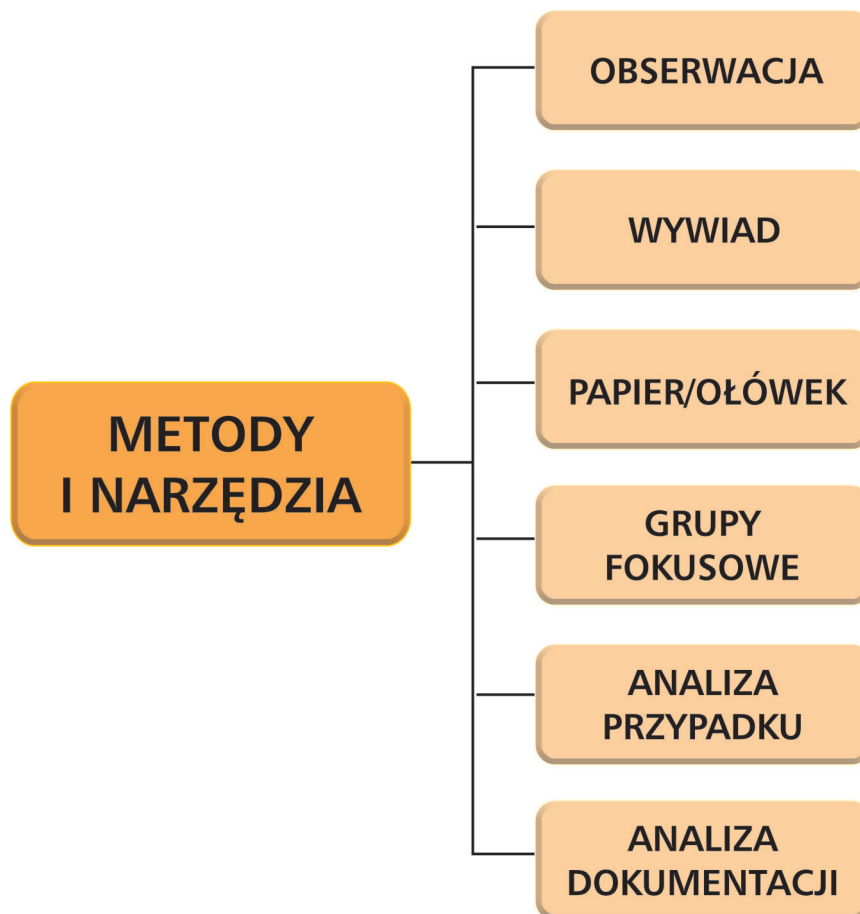 OBSERWACJA
WYWIAD
PAPIER/OŁÓWEK
METODY
I NARZĘDZIA
GRUPY
FOKUSOWE
ANALIZA
PRZYPADKU
ANALIZA
DOKUMENTACJI